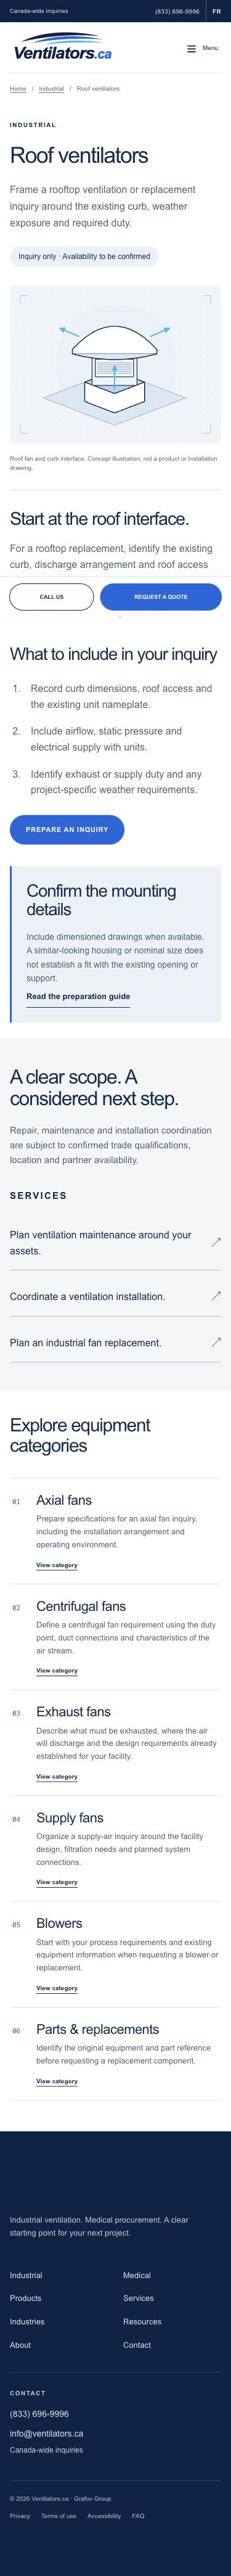 Canada-wide inquiries
(833) 696-9996
FR
Ventilators.ca
Menu
Home / Industrial / Roof ventilators
INDUSTRIAL
Roof ventilators
Frame a rooftop ventilation or replacement
inquiry around the existing curb, weather
exposure and required duty.
Inquiry only · Availability to be confirmed
Roof fan and curb interface. Concept illustration; not a product or installation
drawing.
Start at the roof interface.
For a rooftop replacement, identify the existing
curb, discharge arrangement and roof access
CALL US
REQUEST A QUOTE
What to include in your inquiry
1. Record curb dimensions, roof access and
the existing unit nameplate.
2. Include airflow, static pressure and
electrical supply with units.
3. Identify exhaust or supply duty and any
project-specific weather requirements.
PREPARE AN INQUIRY
Confirm the mounting
details
Include dimensioned drawings when available.
A similar-looking housing or nominal size does
not establish a fit with the existing opening or
support.
Read the preparation guide
A clear scope. A
considered next step.
Repair, maintenance and installation coordination
are subject to confirmed trade qualifications,
location and partner availability.
SERVICES
Plan ventilation maintenance around your
assets.
Coordinate a ventilation installation.
Plan an industrial fan replacement.
Explore equipment
categories
01 Axial fans
Prepare specifications for an axial fan inquiry,
including the installation arrangement and
operating environment.
View category
02 Centrifugal fans
Define a centrifugal fan requirement using the duty
point, duct connections and characteristics of the
air stream.
View category
03 Exhaust fans
Describe what must be exhausted, where the air
will discharge and the design requirements already
established for your facility.
View category
04 Supply fans
Organize a supply-air inquiry around the facility
design, filtration needs and planned system
connections.
View category
05 Blowers
Start with your process requirements and existing
equipment information when requesting a blower or
replacement.
View category
06 Parts & replacements
Identify the original equipment and part reference
before requesting a replacement component.
View category
Industrial ventilation. Medical procurement. A clear
starting point for your next project.
Industrial
Medical
Products
Services
Industries
Resources
About
Contact
CONTACT
(833) 696-9996
info@ventilators.ca
Canada-wide inquiries
© 2026 Ventilators.ca · Grafov Group
Privacy
Terms of use
Accessibility
FAQ